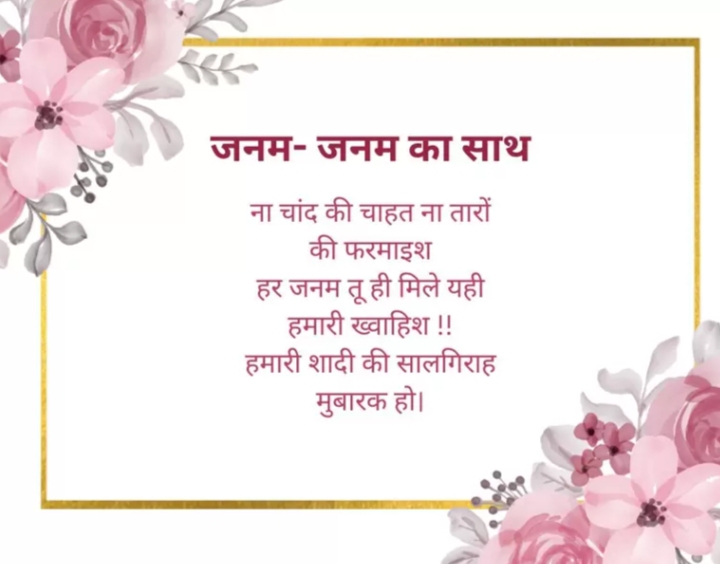 जनम- जनम का साथ
ना चांद की चाहत ना तारों
की फरमाइश
हर जनम तू ही मिले यही
हमारी ख्वाहिश !!
हमारी शादी की सालगिराह
मुबारक हो।